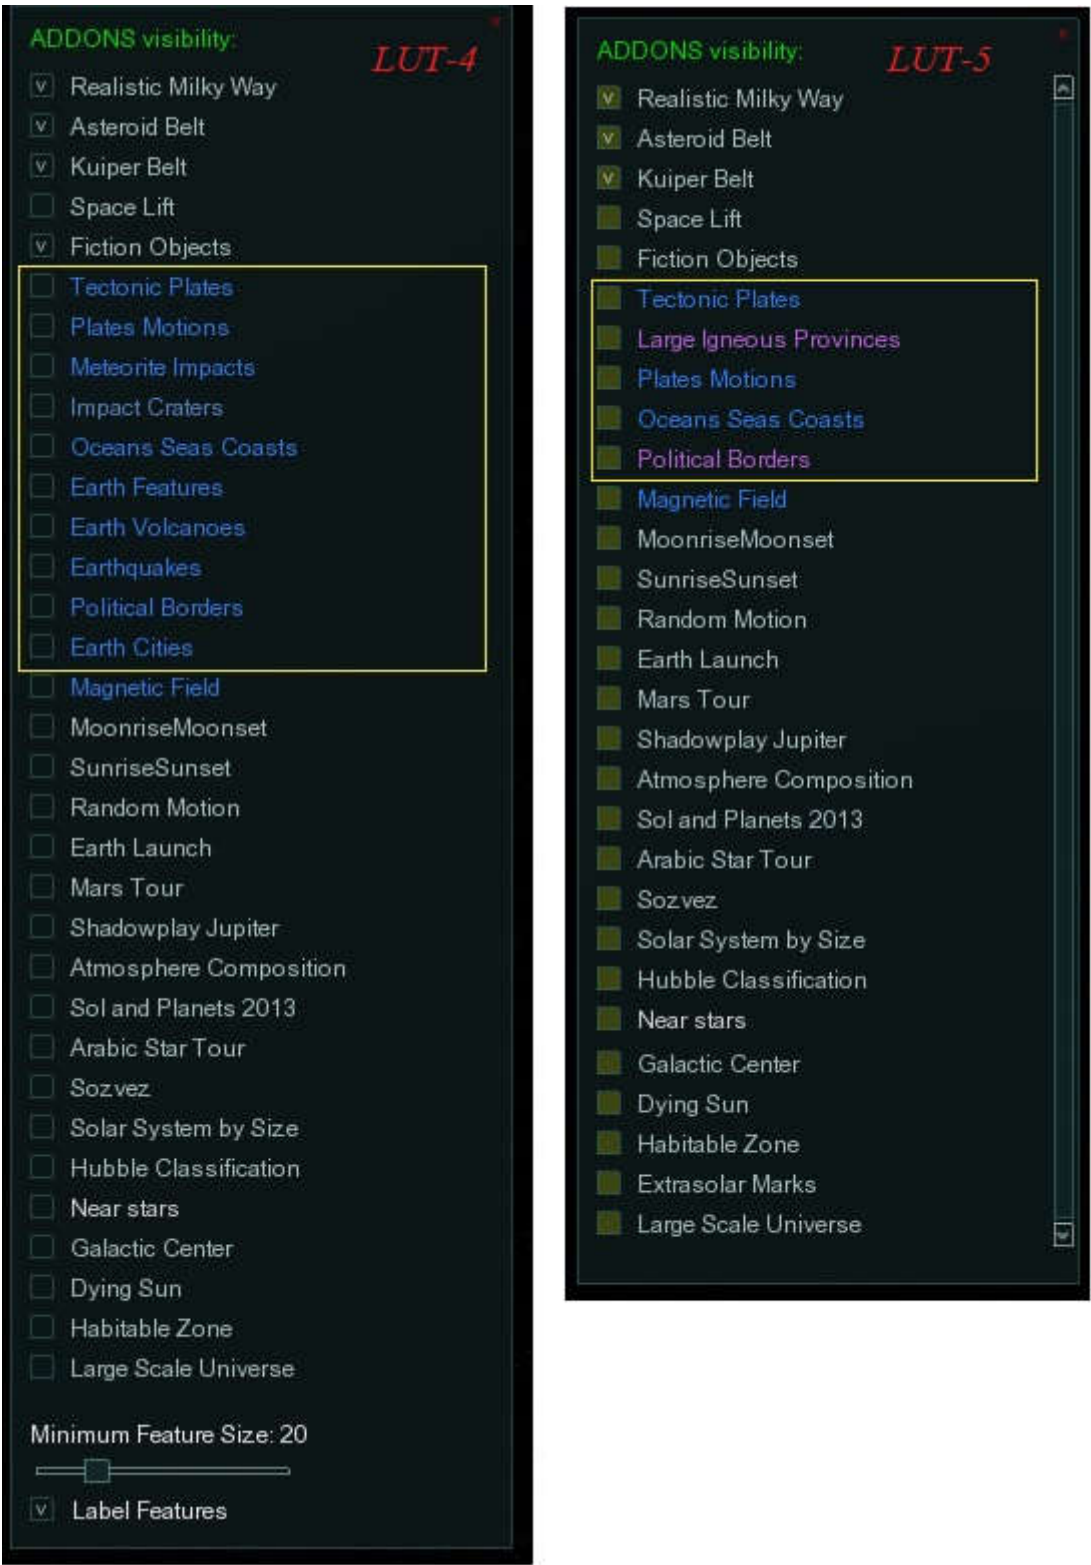 ADDONS visibility:
LUT-4
v Realistic Milky Way
v Asteroid Belt
v Kuiper Belt
Space Lift
v Fiction Objects
Tectonic Plates
Plates Motions
Meteorite Impacts
Impact Craters
Oceans Seas Coasts
Earth Features
Earth Volcanoes
Earthquakes
Political Borders
Earth Cities
Magnetic Field
MoonriseMoonset
SunriseSunset
Random Motion
Earth Launch
Mars Tour
Shadowplay Jupiter
Atmosphere Composition
Sol and Planets 2013
Arabic Star Tour
Sozvez
Solar System by Size
Hubble Classification
Near stars
Galactic Center
Dying Sun
Habitable Zone
Large Scale Universe
Minimum Feature Size: 20
v Label Features
ADDONS visibility:
LUT-5
v Realistic Milky Way
v Asteroid Belt
v Kuiper Belt
Space Lift
Fiction Objects
Tectonic Plates
Large Igneous Provinces
Plates Motions
Oceans Seas Coasts
Political Borders
Magnetic Field
MoonriseMoonset
SunriseSunset
Random Motion
Earth Launch
Mars Tour
Shadowplay Jupiter
Atmosphere Composition
Sol and Planets 2013
Arabic Star Tour
Sozvez
Solar System by Size
Hubble Classification
Near stars
Galactic Center
Dying Sun
Habitable Zone
Extrasolar Marks
Large Scale Universe